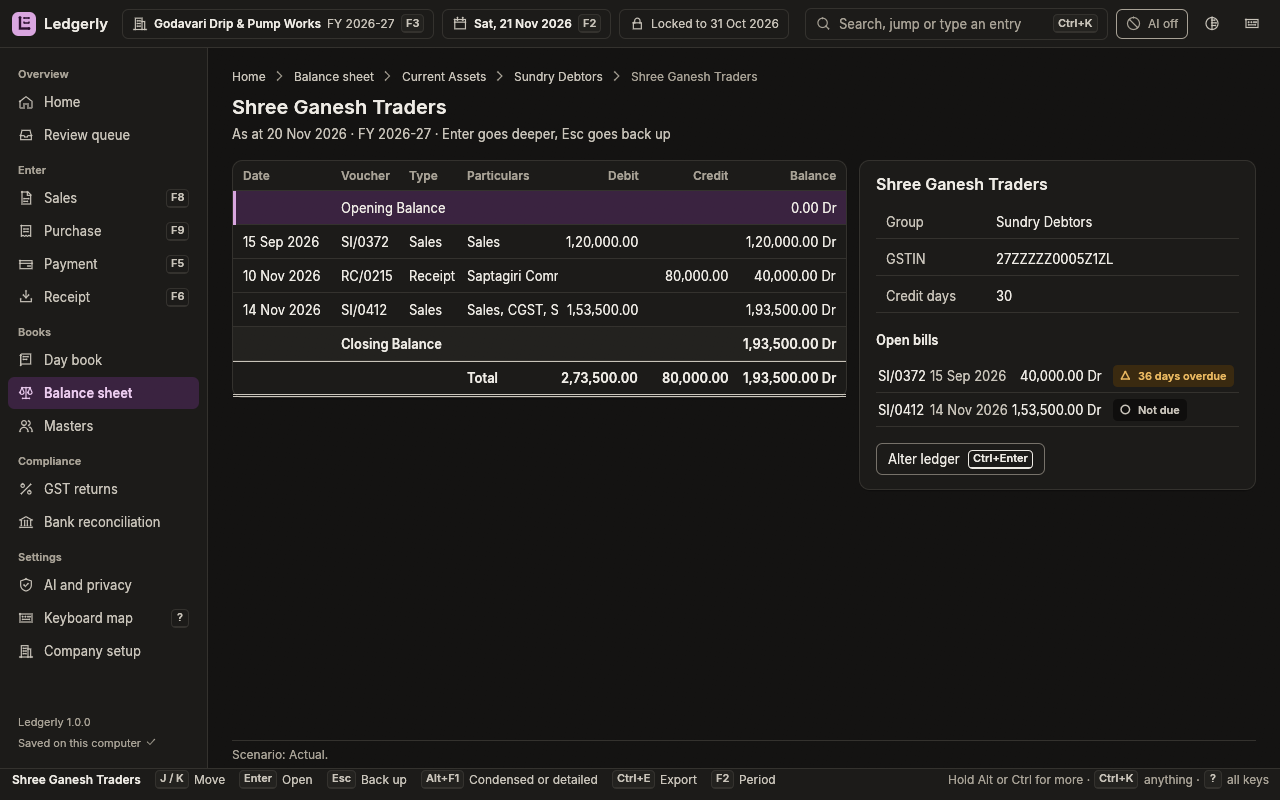 Ledgerly
Godavari Drip & Pump Works FY 2026-27 F3
Sat, 21 Nov 2026 F2
Locked to 31 Oct 2026
Search, jump or type an entry Ctrl+K
AI off
Overview
Home
Review queue
Enter
Sales F8
Purchase F9
Payment F5
Receipt F6
Books
Day book
Balance sheet
Masters
Compliance
GST returns
Bank reconciliation
Settings
AI and privacy
Keyboard map ?
Company setup
Ledgerly 1.0.0
Saved on this computer
Home > Balance sheet > Current Assets > Sundry Debtors > Shree Ganesh Traders
Shree Ganesh Traders
As at 20 Nov 2026 · FY 2026-27 · Enter goes deeper, Esc goes back up
Date Voucher Type Particulars Debit Credit Balance
Opening Balance 0.00 Dr
15 Sep 2026 SI/0372 Sales Sales 1,20,000.00 1,20,000.00 Dr
10 Nov 2026 RC/0215 Receipt Saptagiri Comr 80,000.00 40,000.00 Dr
14 Nov 2026 SI/0412 Sales Sales, CGST, S 1,53,500.00 1,93,500.00 Dr
Closing Balance 1,93,500.00 Dr
Total 2,73,500.00 80,000.00 1,93,500.00 Dr
Shree Ganesh Traders
Group Sundry Debtors
GSTIN 27ZZZZZ0005Z1ZL
Credit days 30
Open bills
SI/0372 15 Sep 2026 40,000.00 Dr 36 days overdue
SI/0412 14 Nov 2026 1,53,500.00 Dr Not due
Alter ledger Ctrl+Enter
Scenario: Actual.
Shree Ganesh Traders J / K Move Enter Open Esc Back up Alt+F1 Condensed or detailed Ctrl+E Export F2 Period
Hold Alt or Ctrl for more · Ctrl+K anything · ? all keys